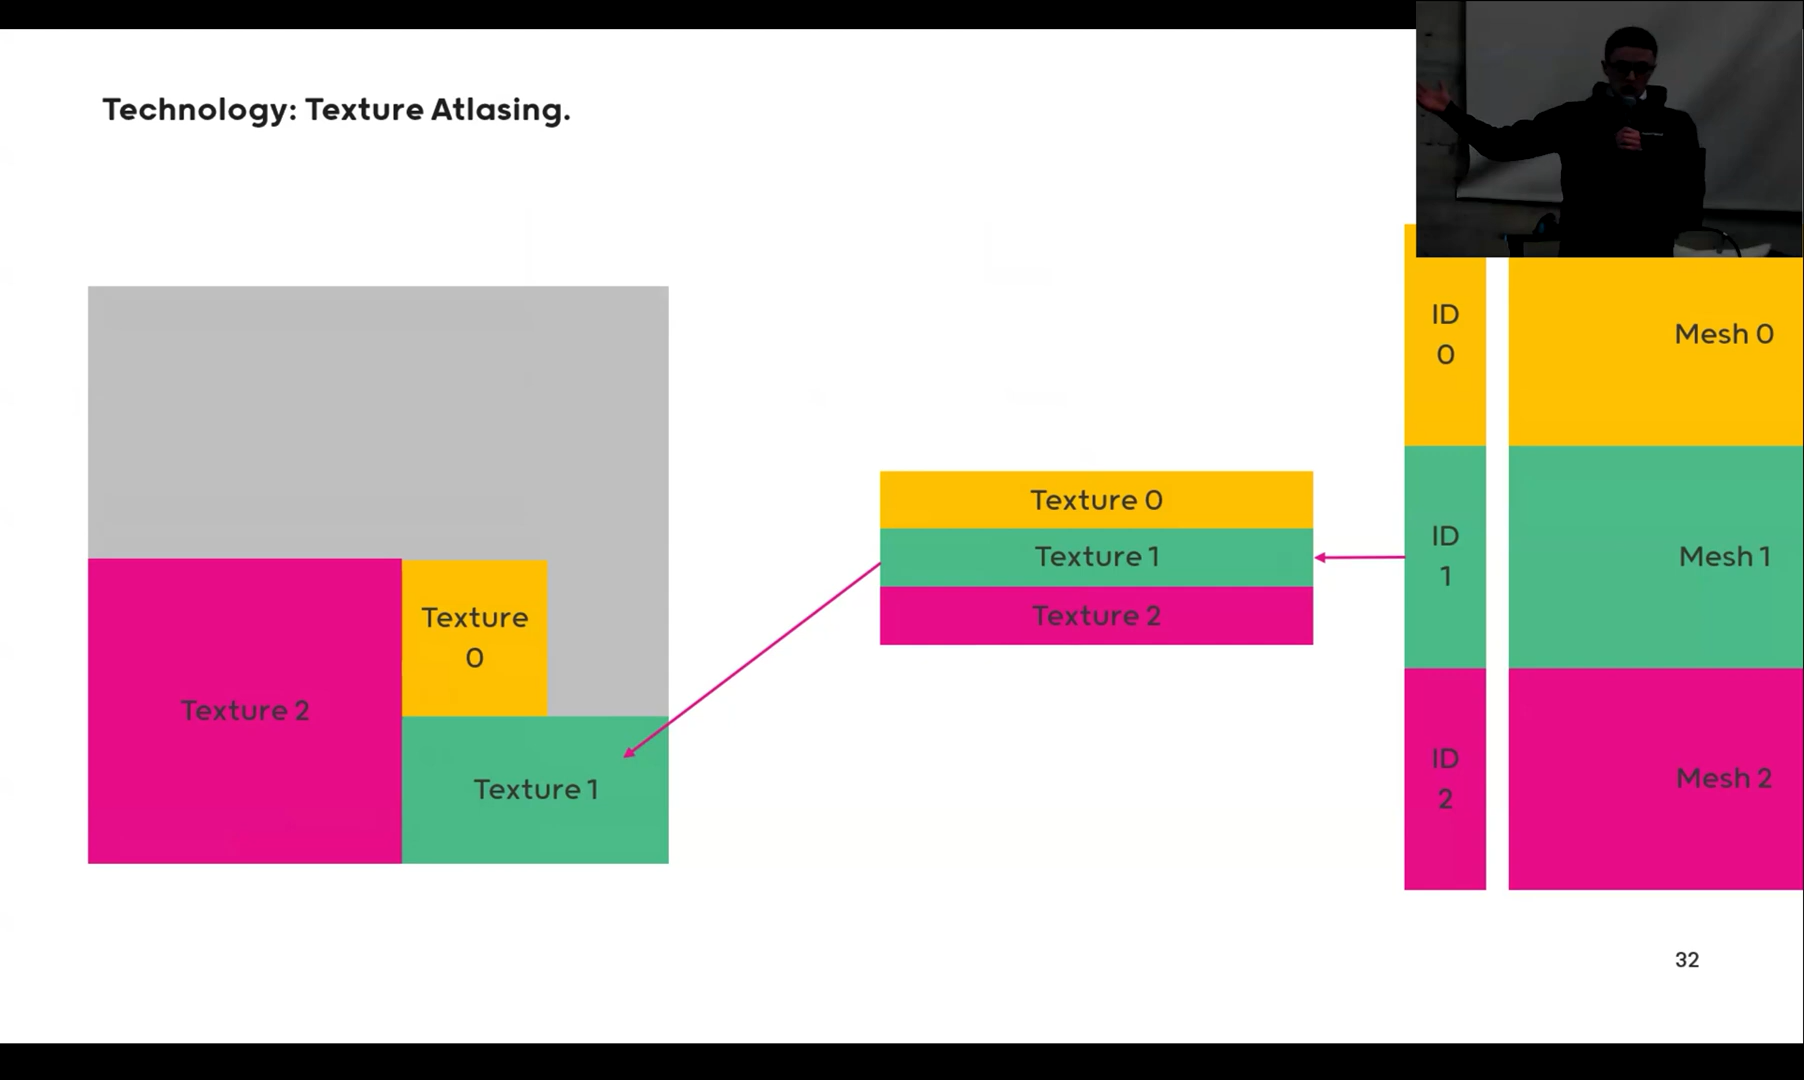 Technology: Texture Atlasing.
Texture 2
Texture
0
Texture 1
Texture 0
Texture 1
Texture 2
ID
0
ID
1
ID
2
Mesh 0
Mesh 1
Mesh 2
32